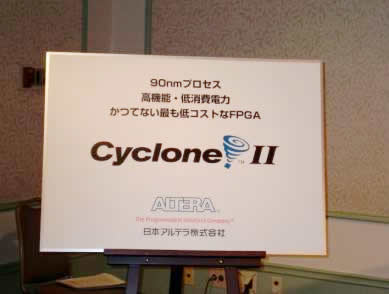 90nmプロセス
高機能・低消費電力
かつてない最も低コストなFPGA
Cyclone™ II
ALTERA®
The Programmable Solutions Company™
日本アルテラ株式会社